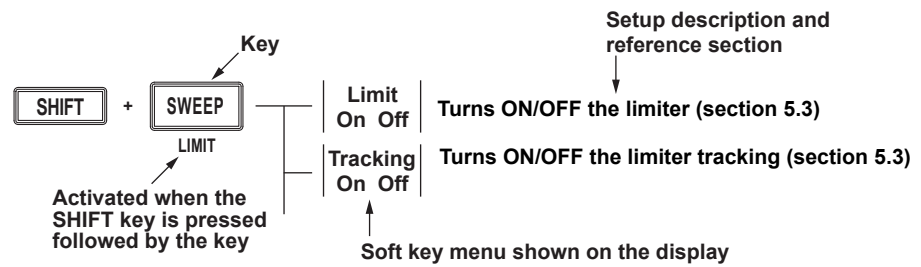 Setup description and
reference section
Key
SHIFT + SWEEP
LIMIT
Limit
On Off
Turns ON/OFF the limiter (section 5.3)
Tracking
On Off
Turns ON/OFF the limiter tracking (section 5.3)
Activated when the
SHIFT key is pressed
followed by the key
Soft key menu shown on the display